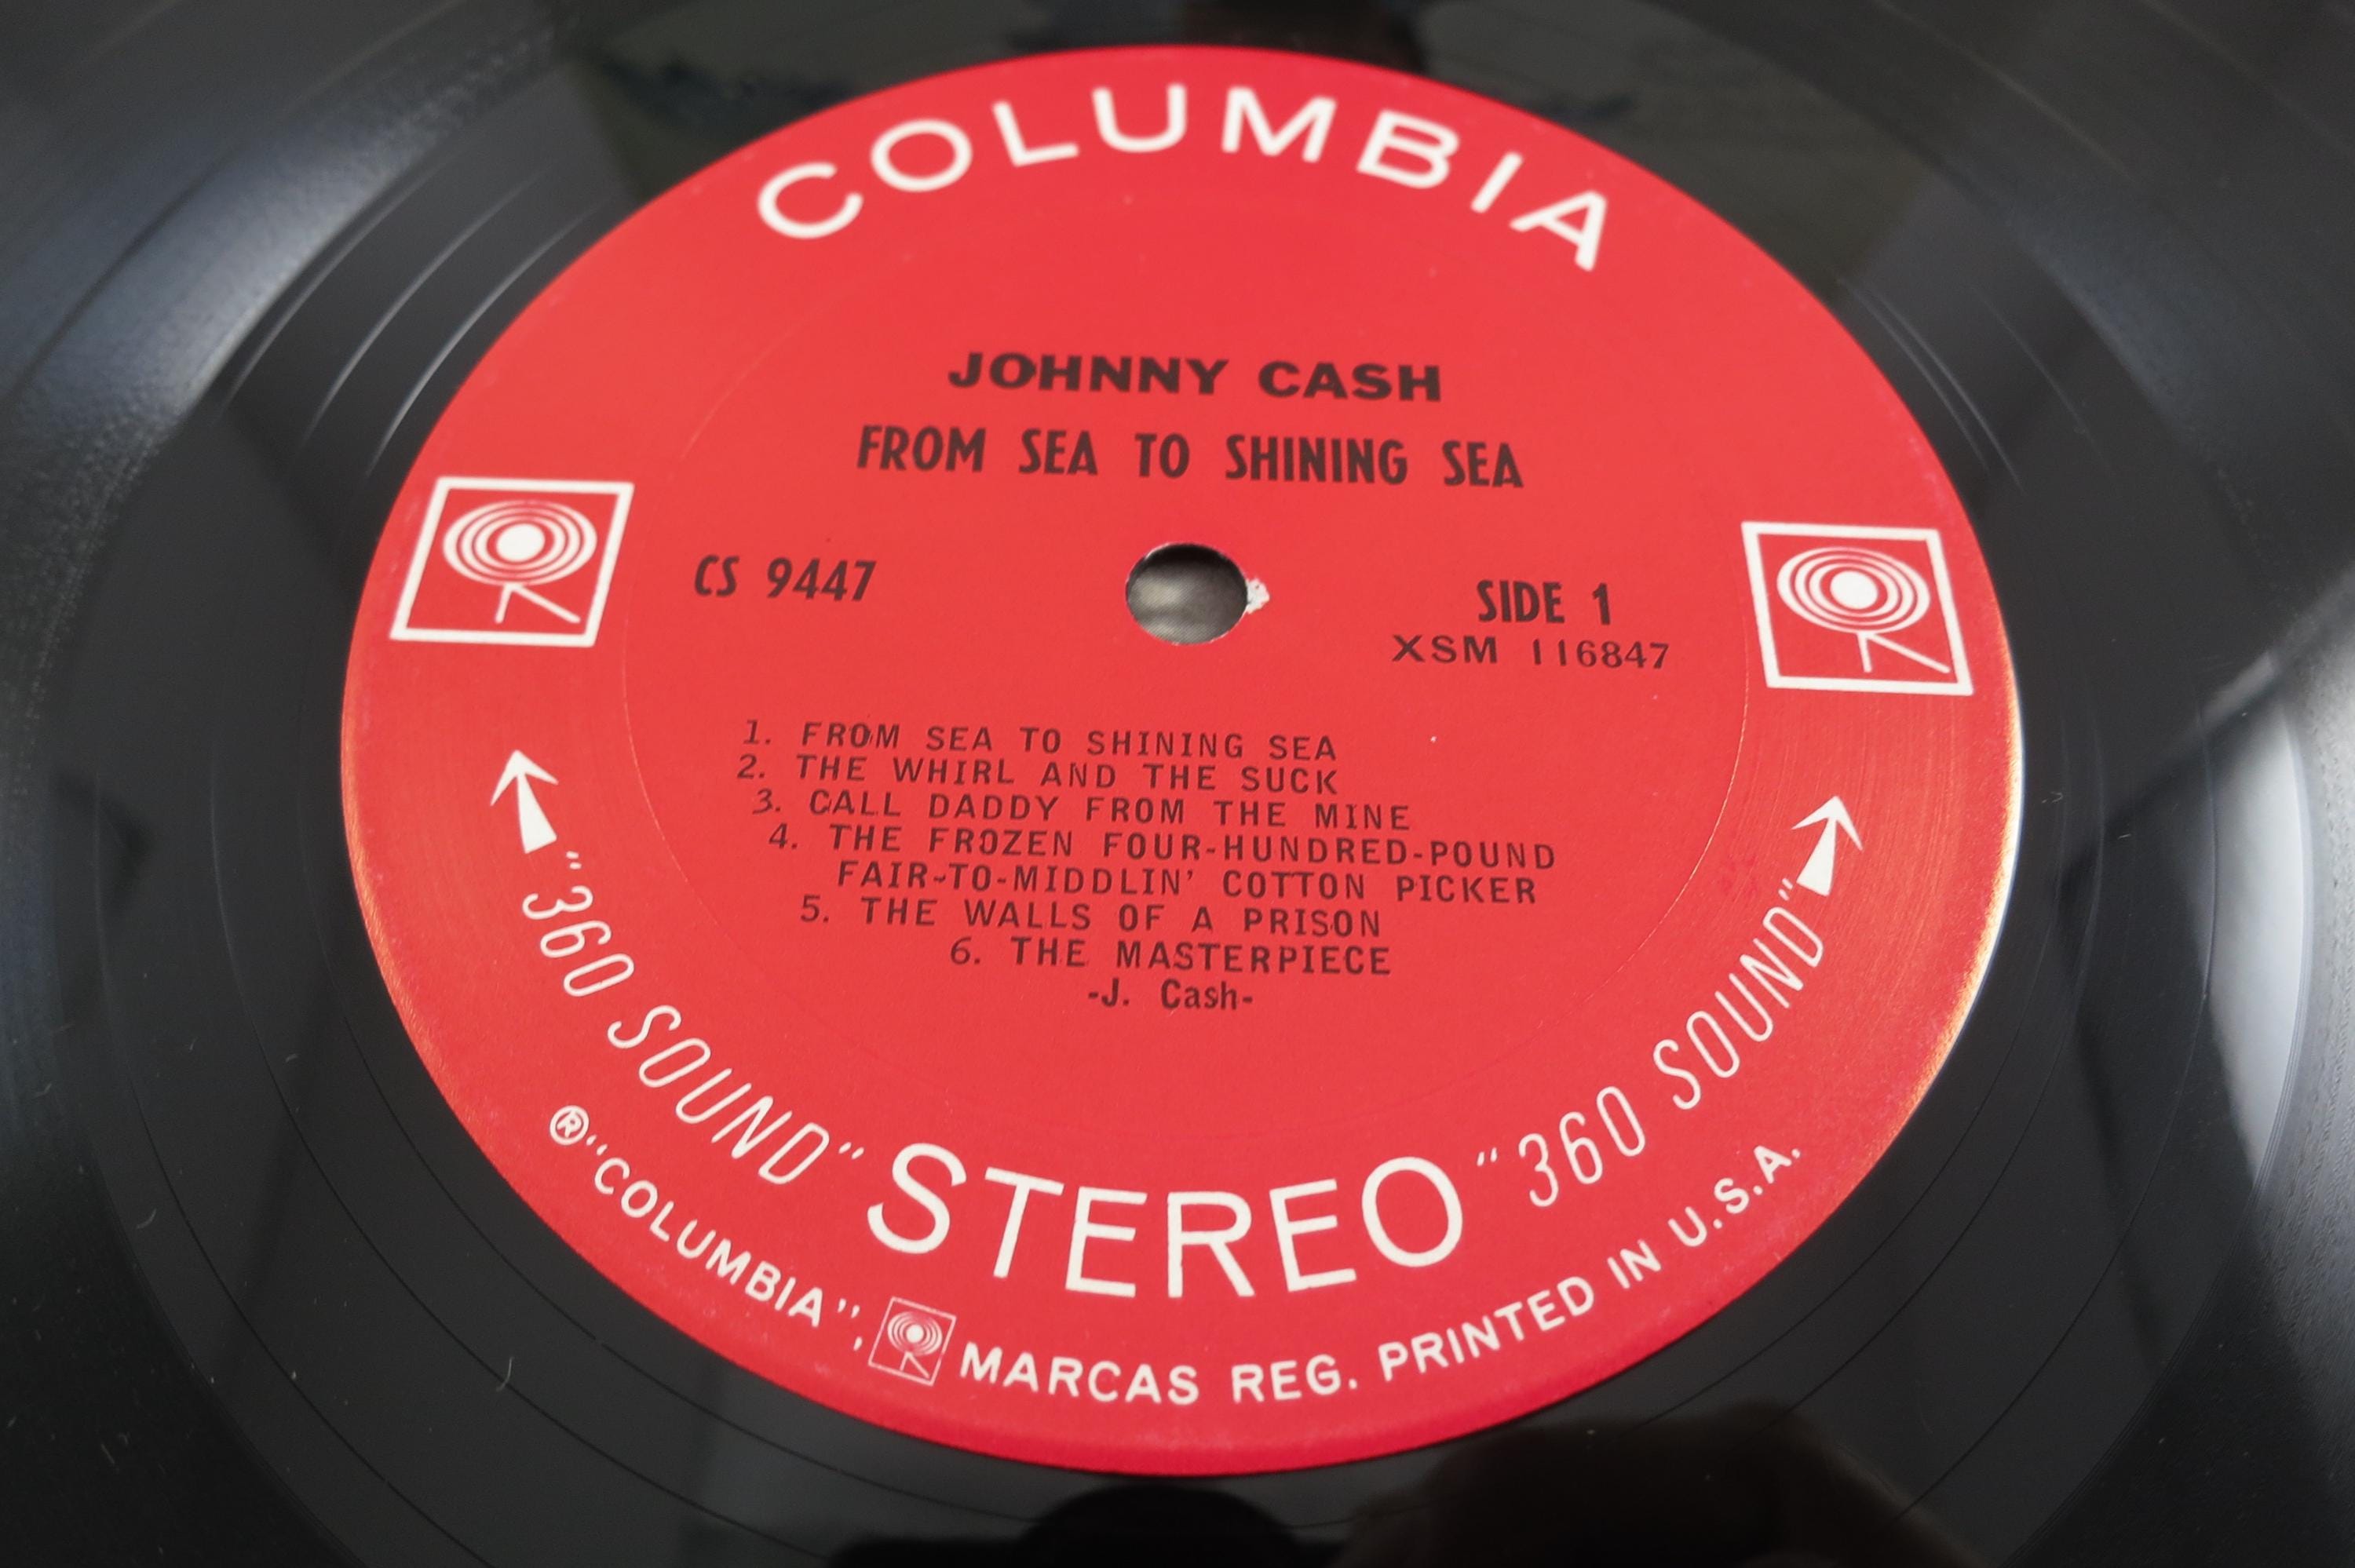 COLUMBIA
JOHNNY CASH
FROM SEA TO SHINING SEA
CS 9447
SIDE 1
XSM 116847
1. FROM SEA TO SHINING SEA
2. THE WHIRL AND THE SUCK
3. CALL DADDY FROM THE MINE
4. THE FROZEN FOUR-HUNDRED-POUND
FAIR-TO-MIDDLIN' COTTON PICKER
5. THE WALLS OF A PRISON
6. THE MASTERPIECE
-J. Cash-
"360 SOUND" STEREO "360 SOUND"
® "COLUMBIA", MARCAS REG. PRINTED IN U.S.A.